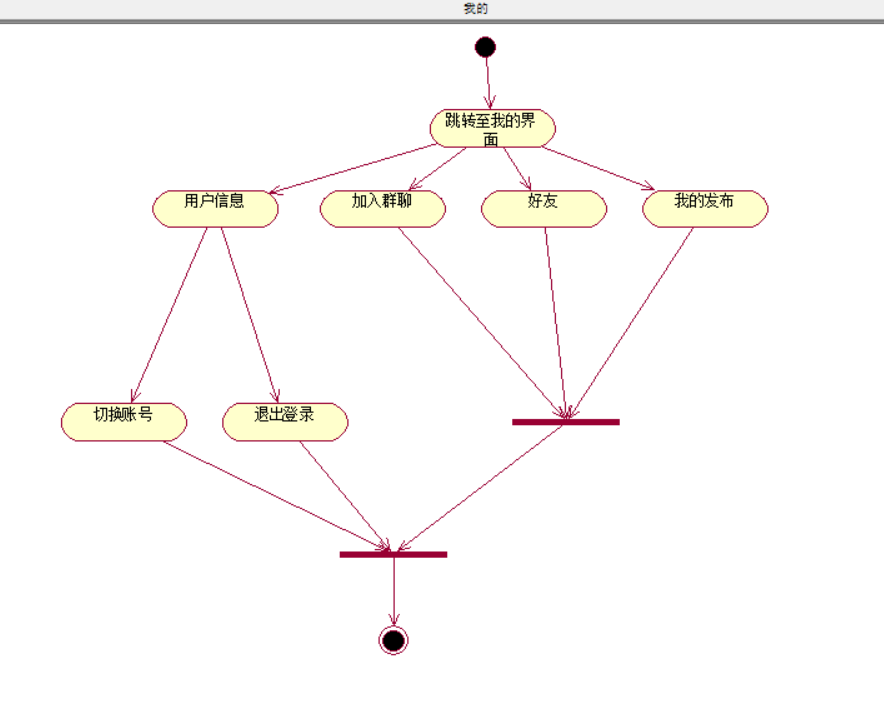 我的
跳转至我的界
面
用户信息
加入群聊
好友
我的发布
切换账号
退出登录